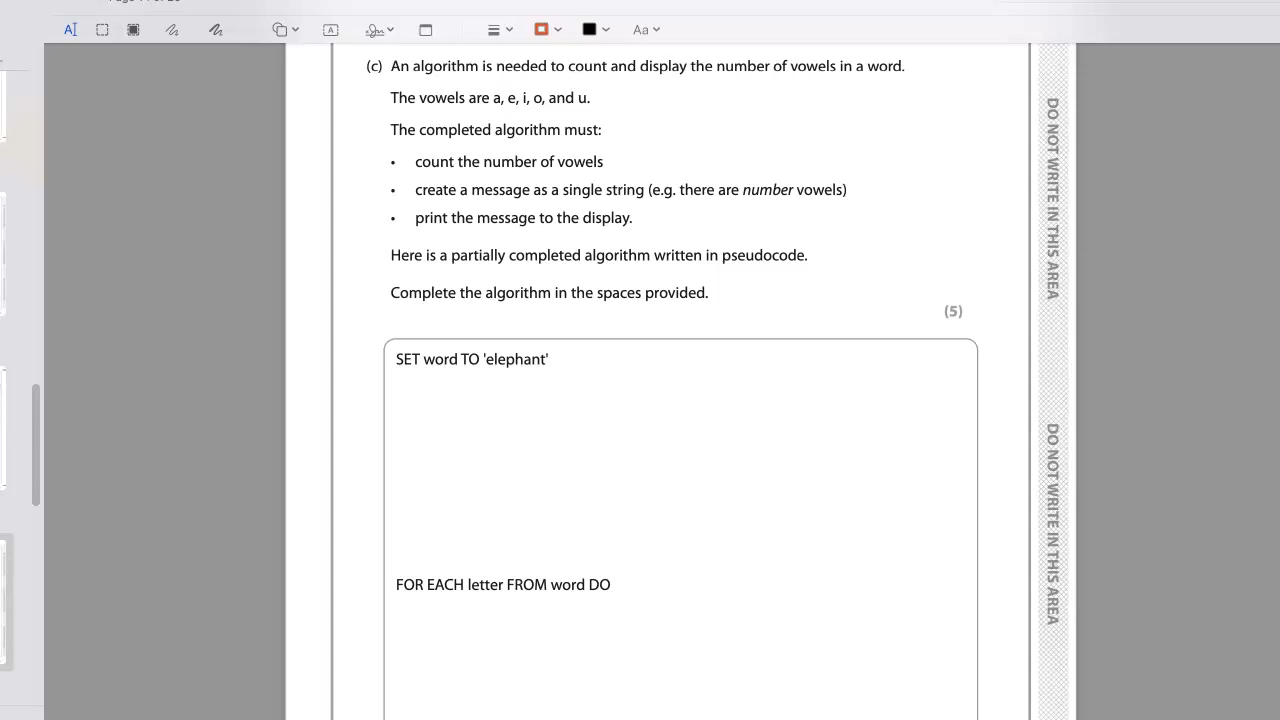 (c) An algorithm is needed to count and display the number of vowels in a word.
The vowels are a, e, i, o, and u.
The completed algorithm must:
• count the number of vowels
• create a message as a single string (e.g. there are number vowels)
• print the message to the display.
Here is a partially completed algorithm written in pseudocode.
Complete the algorithm in the spaces provided.
(5)
SET word TO 'elephant'
FOR EACH letter FROM word DO
DO NOT WRITE IN THIS AREA
DO NOT WRITE IN THIS AREA
A
Aa